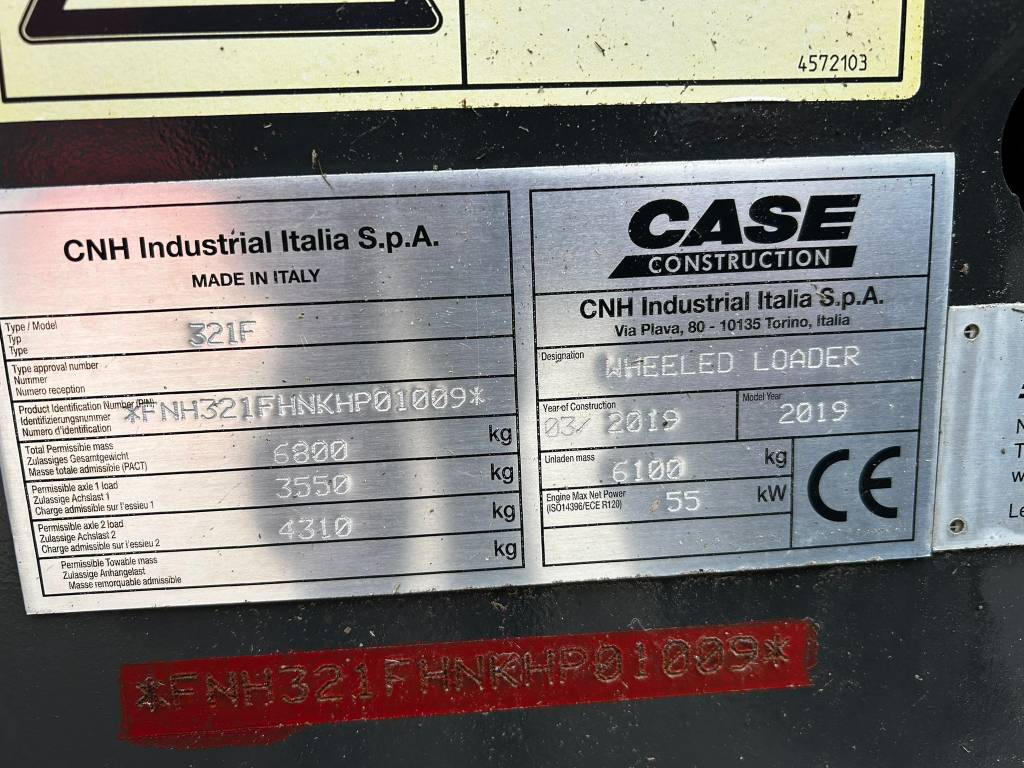 4572103
CNH Industrial Italia S.p.A.
MADE IN ITALY
Type / Model
Typ
Type
321F
Type approval number
Nummer
Numero reception
Product Identification Number (PIN)
Identifizierungsnummer
Numero d'identification
*FNH321FHNKHP01009*
Total Permissible mass
Zulassiges Gesamtgewicht
Masse totale admissible (PACT)
6800 kg
Permissible axle 1 load
Zulassige Achslast 1
Charge admissible sur l'essieu 1
3550 kg
Permissible axle 2 load
Zulassige Achslast 2
Charge admissible sur l'essieu 2
4310 kg
Permissible Towable mass
Zulassige Anhangelast
Masse remorquable admissible
kg
CASE
CONSTRUCTION
CNH Industrial Italia S.p.A.
Via Plava, 80 - 10135 Torino, Italia
Designation
WHEELED LOADER
Year of Construction
03/ 2019
Model Year
2019
Unladen mass
6100 kg
Engine Max Net Power
(ISO14396/ECE R120)
55 kW
CE
*FNH321FHNKHP01009*